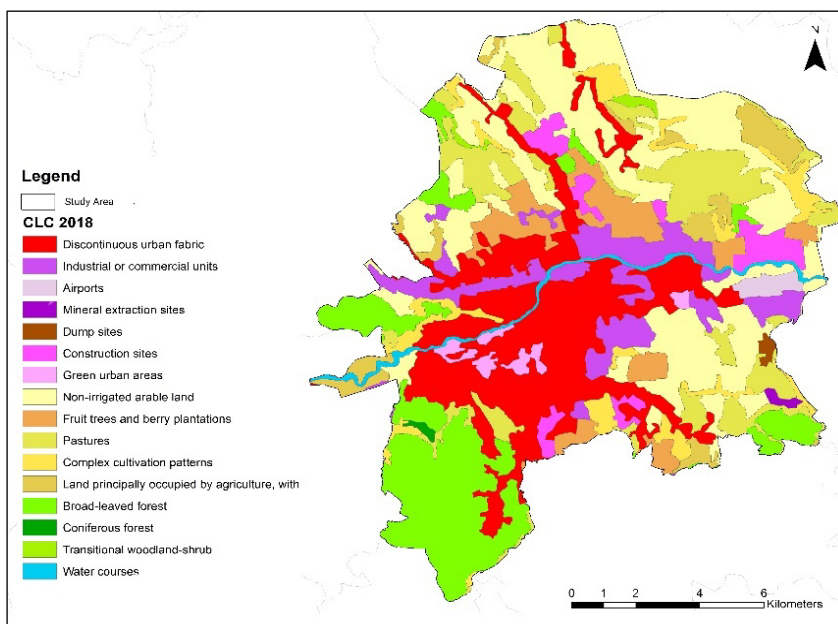 N
Legend
Study Area
CLC 2018
Discontinuous urban fabric
Industrial or commercial units
Airports
Mineral extraction sites
Dump sites
Construction sites
Green urban areas
Non-irrigated arable land
Fruit trees and berry plantations
Pastures
Complex cultivation patterns
Land principally occupied by agriculture, with
Broad-leaved forest
Coniferous forest
Transitional woodland-shrub
Water courses
0 1 2 4 6
Kilometers